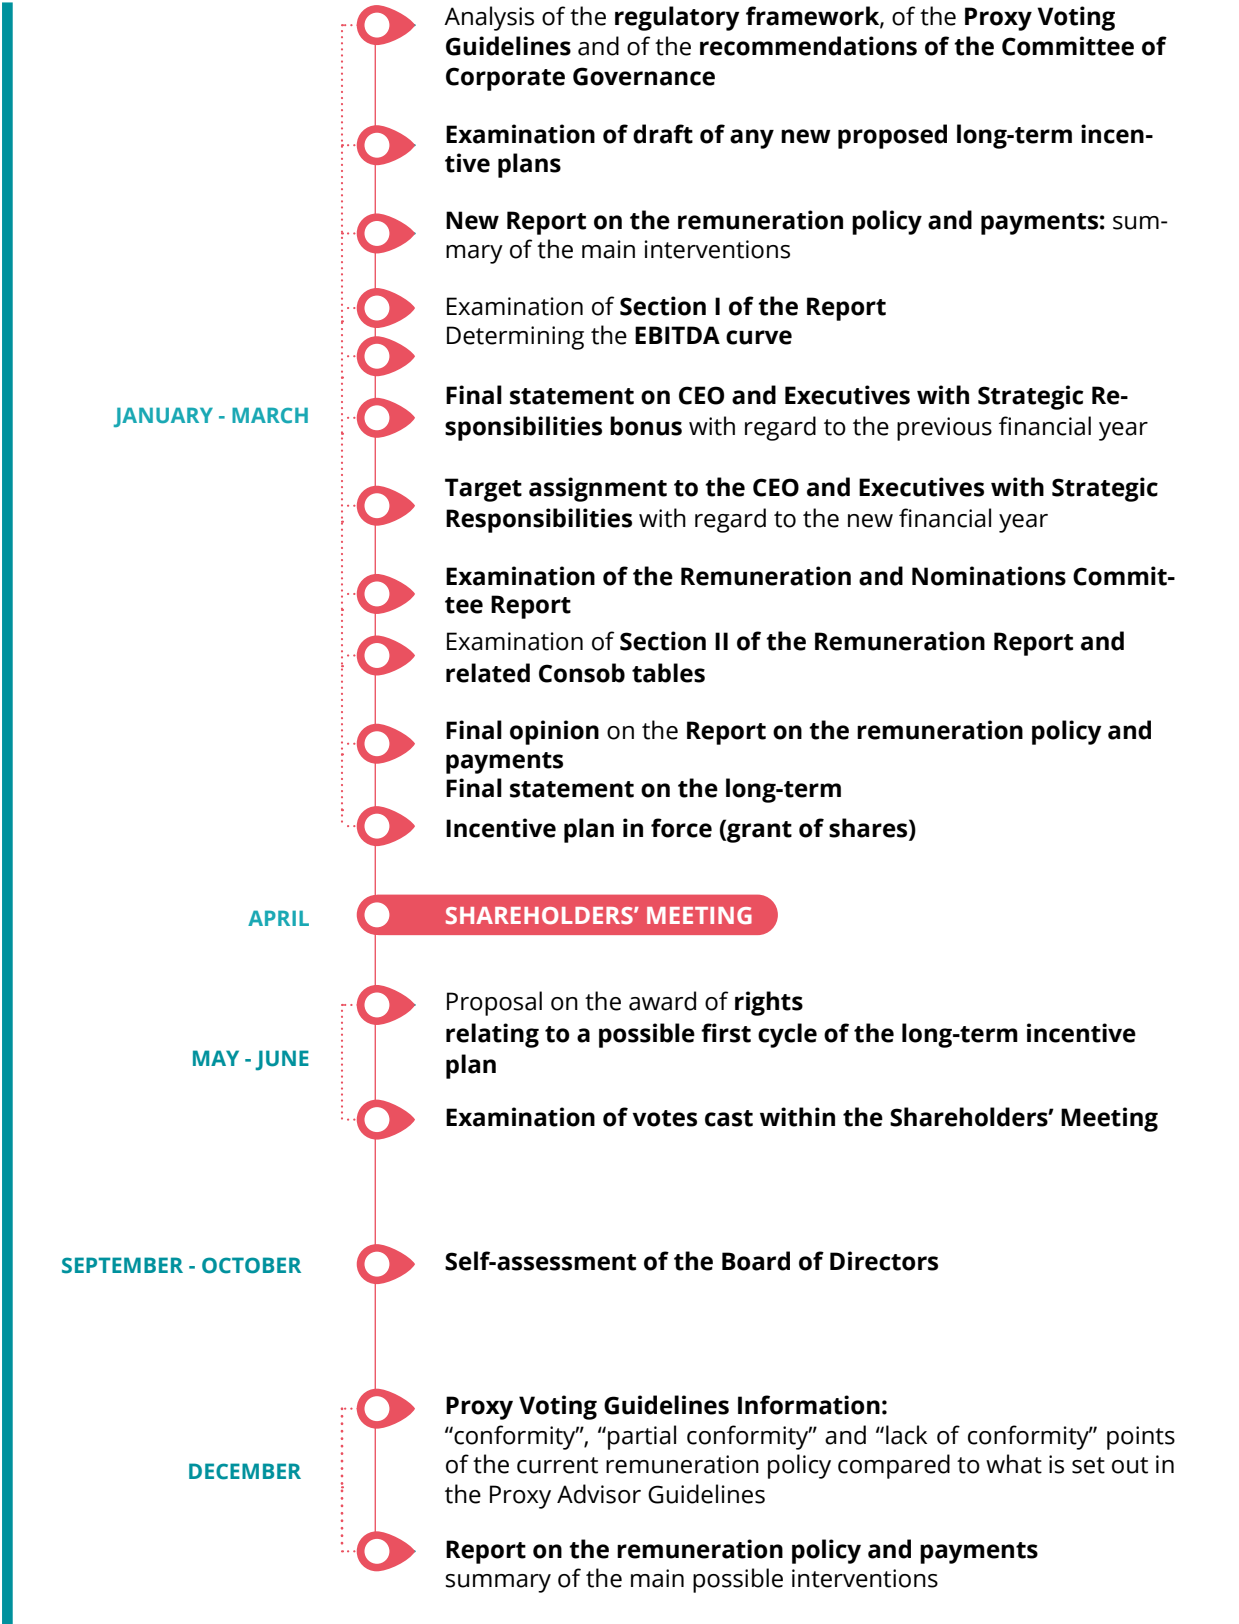 Analysis of the regulatory framework, of the Proxy Voting
Guidelines and of the recommendations of the Committee of
Corporate Governance
Examination of draft of any new proposed long-term incen-
tive plans
New Report on the remuneration policy and payments: sum-
mary of the main interventions
Examination of Section I of the Report
Determining the EBITDA curve
JANUARY - MARCH
Final statement on CEO and Executives with Strategic Re-
sponsibilities bonus with regard to the previous financial year
Target assignment to the CEO and Executives with Strategic
Responsibilities with regard to the new financial year
Examination of the Remuneration and Nominations Commit-
tee Report
Examination of Section II of the Remuneration Report and
related Consob tables
Final opinion on the Report on the remuneration policy and
payments
Final statement on the long-term
Incentive plan in force (grant of shares)
APRIL
SHAREHOLDERS’ MEETING
MAY - JUNE
Proposal on the award of rights
relating to a possible first cycle of the long-term incentive
plan
Examination of votes cast within the Shareholders’ Meeting
SEPTEMBER - OCTOBER
Self-assessment of the Board of Directors
DECEMBER
Proxy Voting Guidelines Information:
“conformity”, “partial conformity” and “lack of conformity” points
of the current remuneration policy compared to what is set out in
the Proxy Advisor Guidelines
Report on the remuneration policy and payments
summary of the main possible interventions